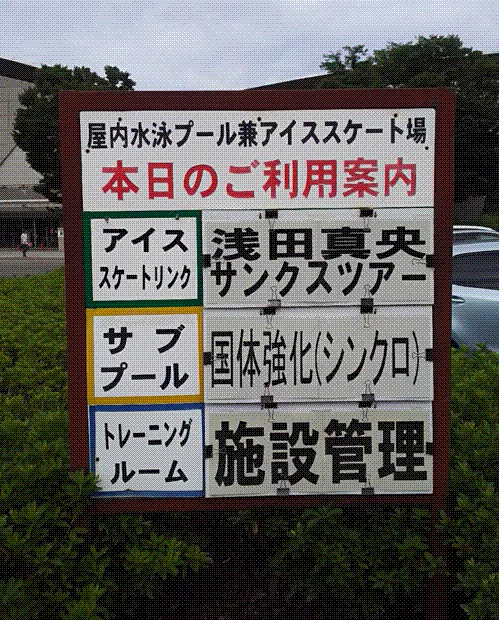 屋内水泳プール兼アイススケート場
本日のご利用案内
アイス
スケートリンク
浅田真央
サンクスツアー
サブ
プール
国体強化(シンクロ)
トレーニング
ルーム
施設管理